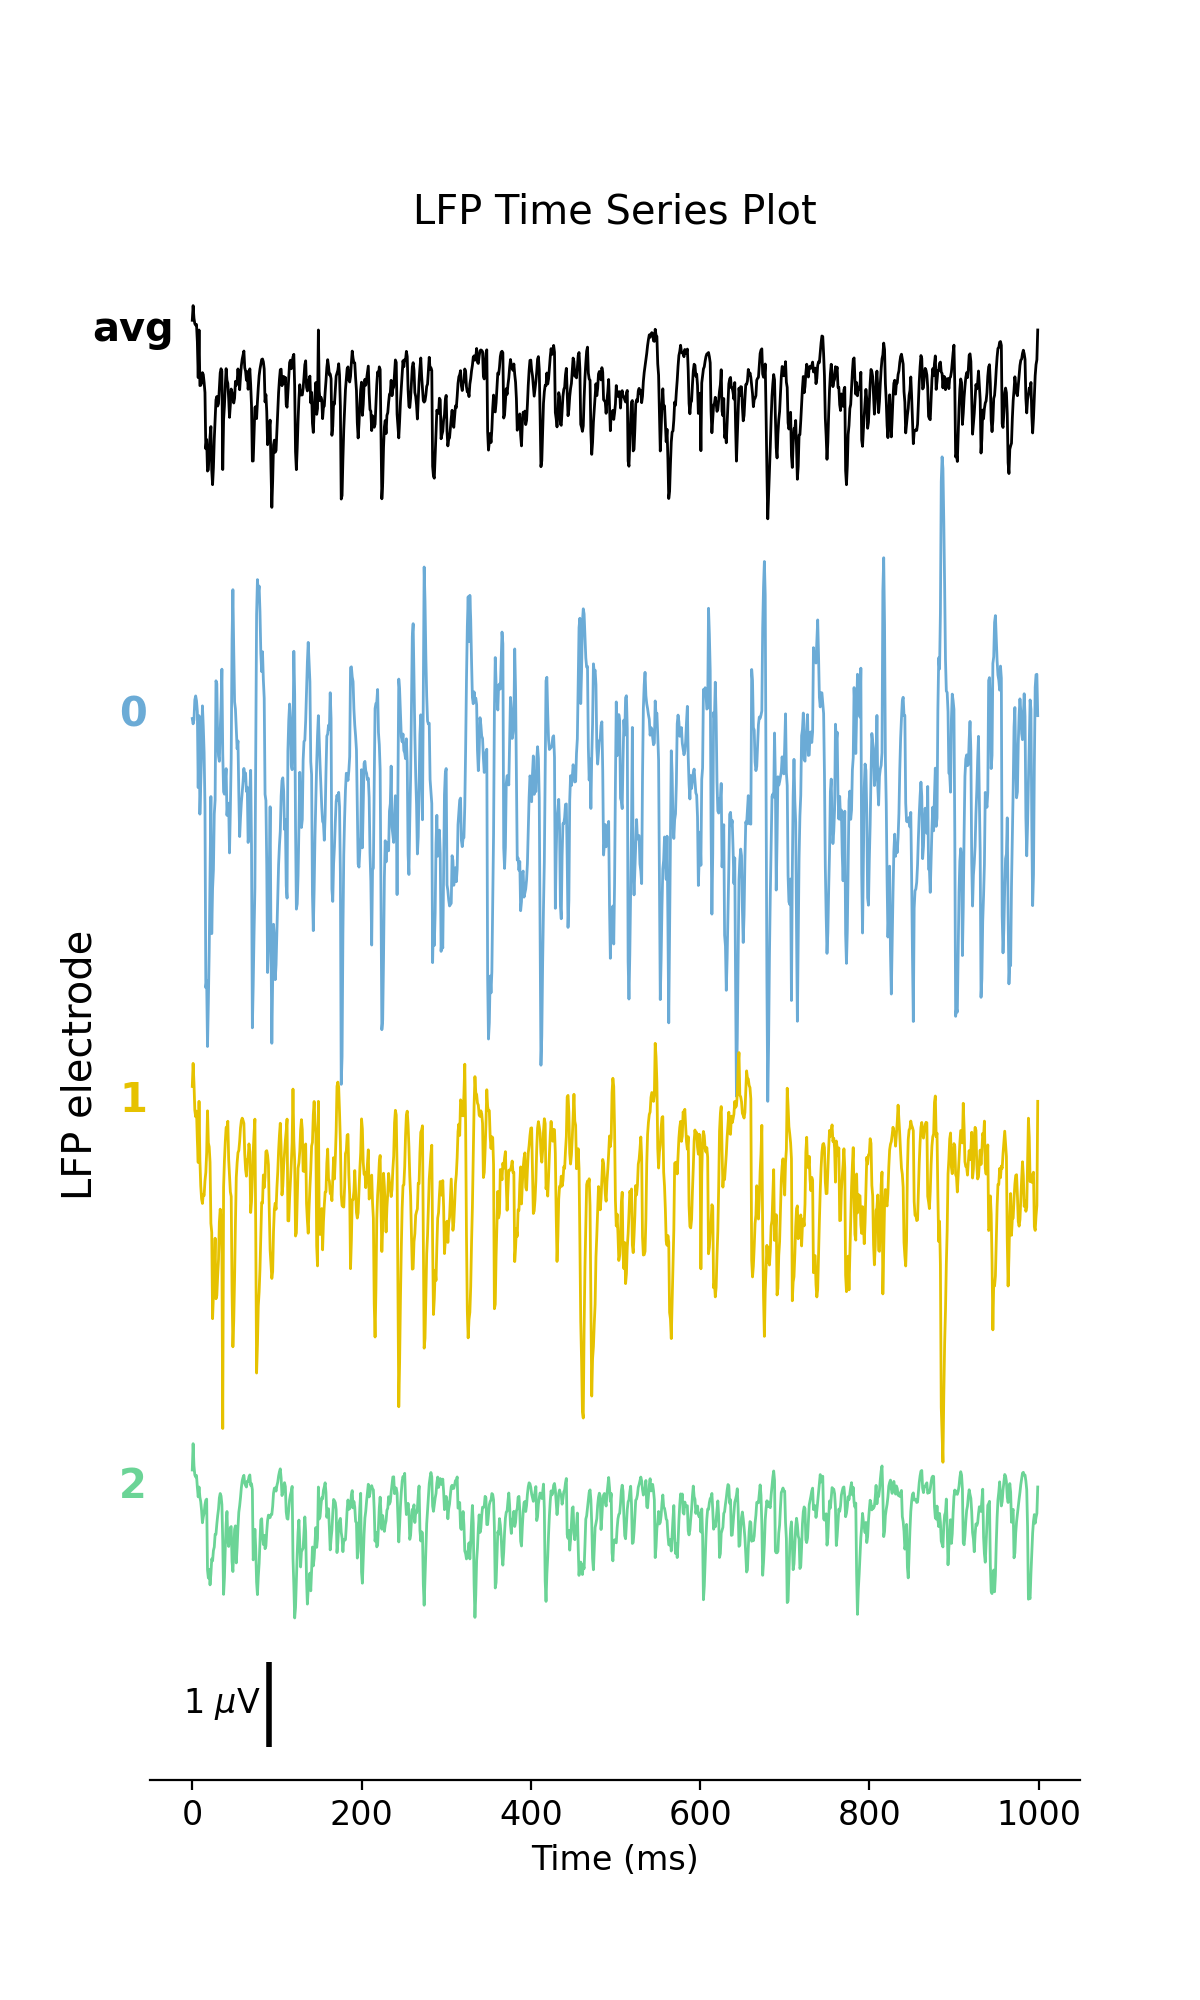 LFP Time Series Plot
avg
0
LFP electrode
1
2
1 μV
0 200 400 600 800 1000
Time (ms)